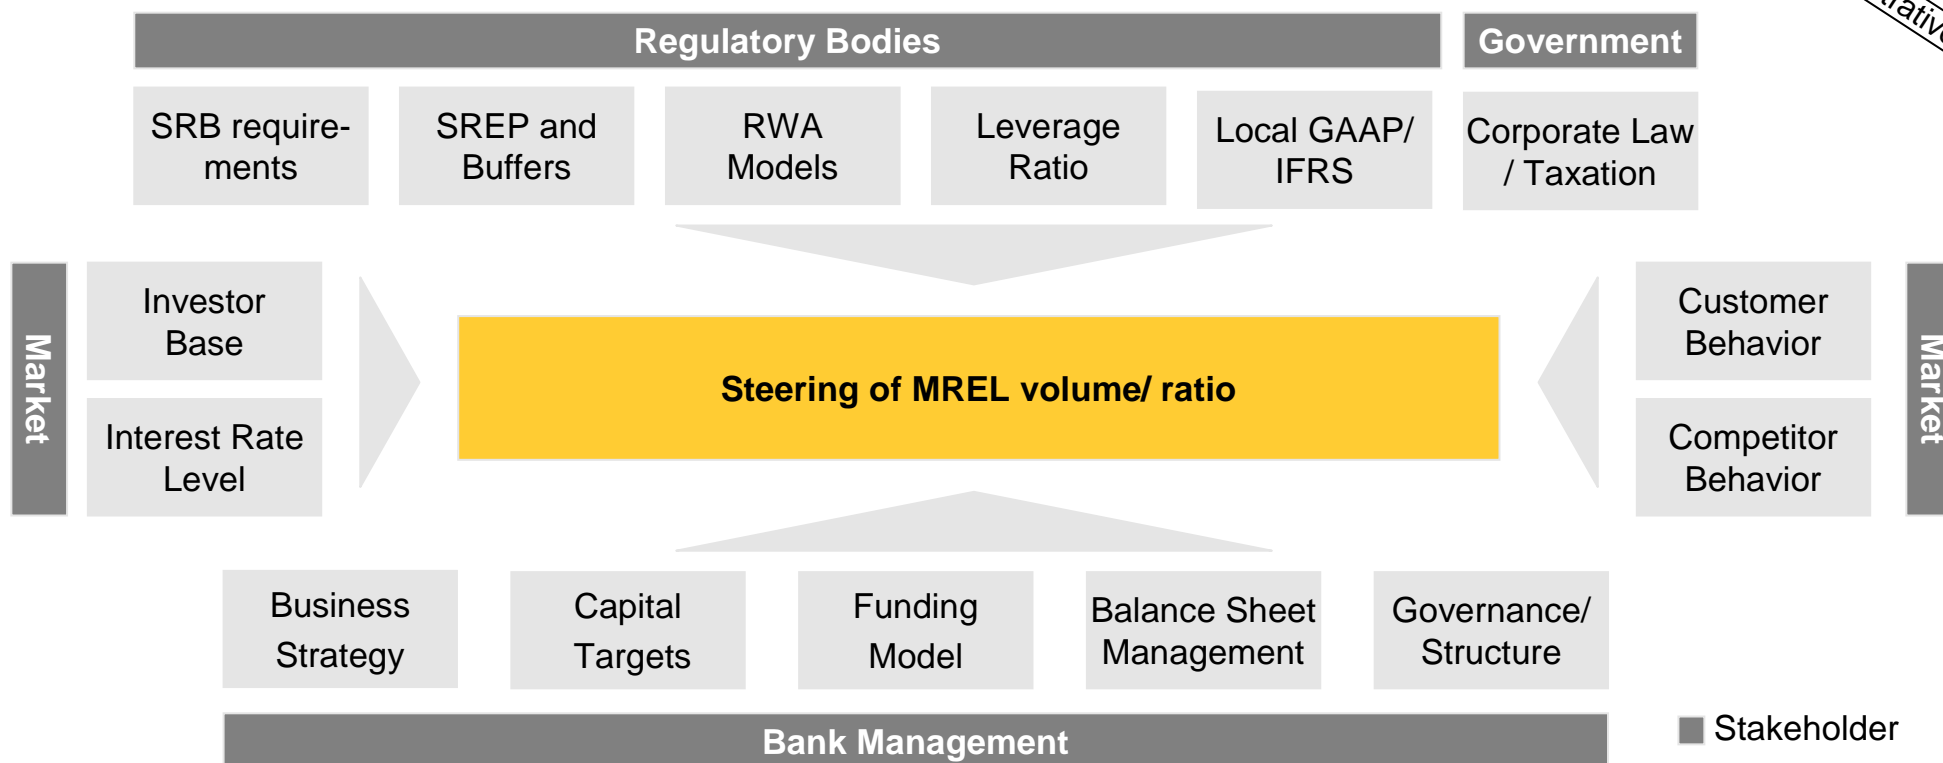 Regulatory Bodies
Government
SRB require-
ments
SREP and
Buffers
RWA
Models
Leverage
Ratio
Local GAAP/
IFRS
Corporate Law
/ Taxation
Market
Investor
Base
Interest Rate
Level
Steering of MREL volume/ ratio
Customer
Behavior
Competitor
Behavior
Market
Business
Strategy
Capital
Targets
Funding
Model
Balance Sheet
Management
Governance/
Structure
Bank Management
Stakeholder